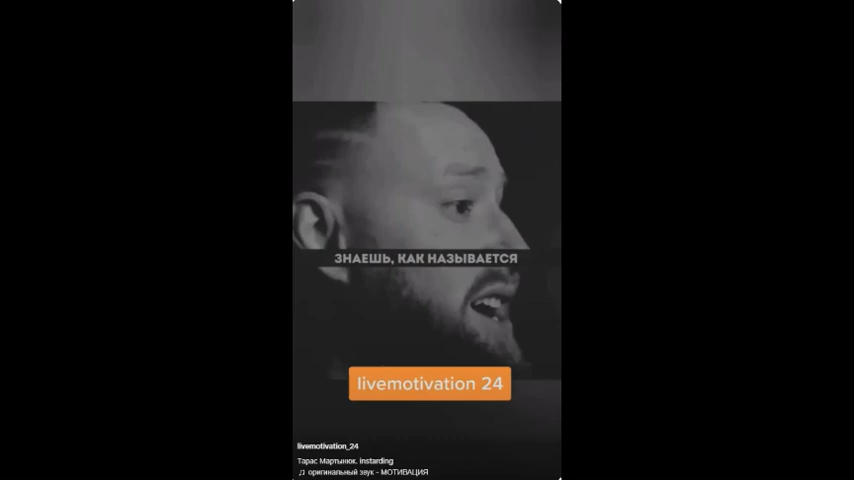 ЗНАЕШЬ, КАК НАЗЫВАЕТСЯ
livemotivation 24
livemotivation_24
Тарас Мартынюк. instarding
♫ оригинальный звук - МОТИВАЦИЯ